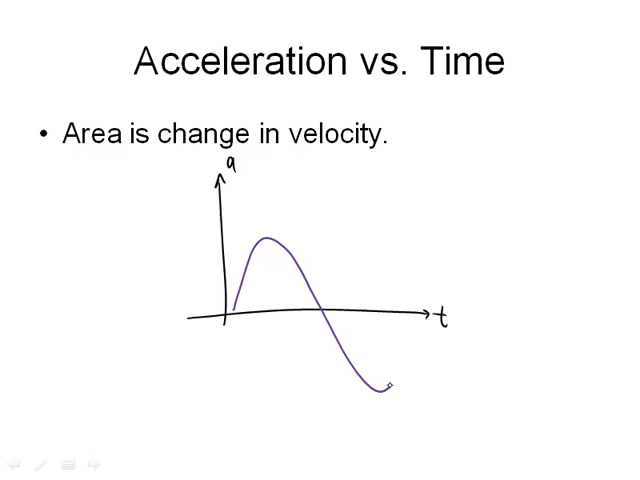 Acceleration vs. Time
• Area is change in velocity.
a
t